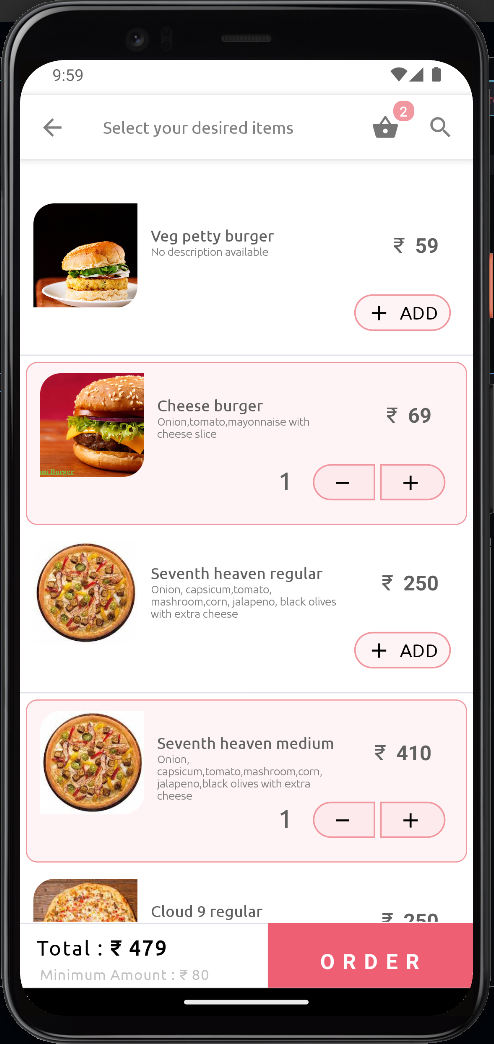 9:59
Select your desired items
2
Veg petty burger
No description available
₹ 59
+ ADD
Cheese burger
Onion,tomato,mayonnaise with
cheese slice
₹ 69
1 − +
Seventh heaven regular
Onion, capsicum,tomato,
mashroom,corn, jalapeno, black olives
with extra cheese
₹ 250
+ ADD
Seventh heaven medium
Onion,
capsicum,tomato,mashroom,corn,
jalapeno,black olives with extra
cheese
₹ 410
1 − +
Cloud 9 regular
₹ 250
Total : ₹ 479
Minimum Amount : ₹ 80
ORDER